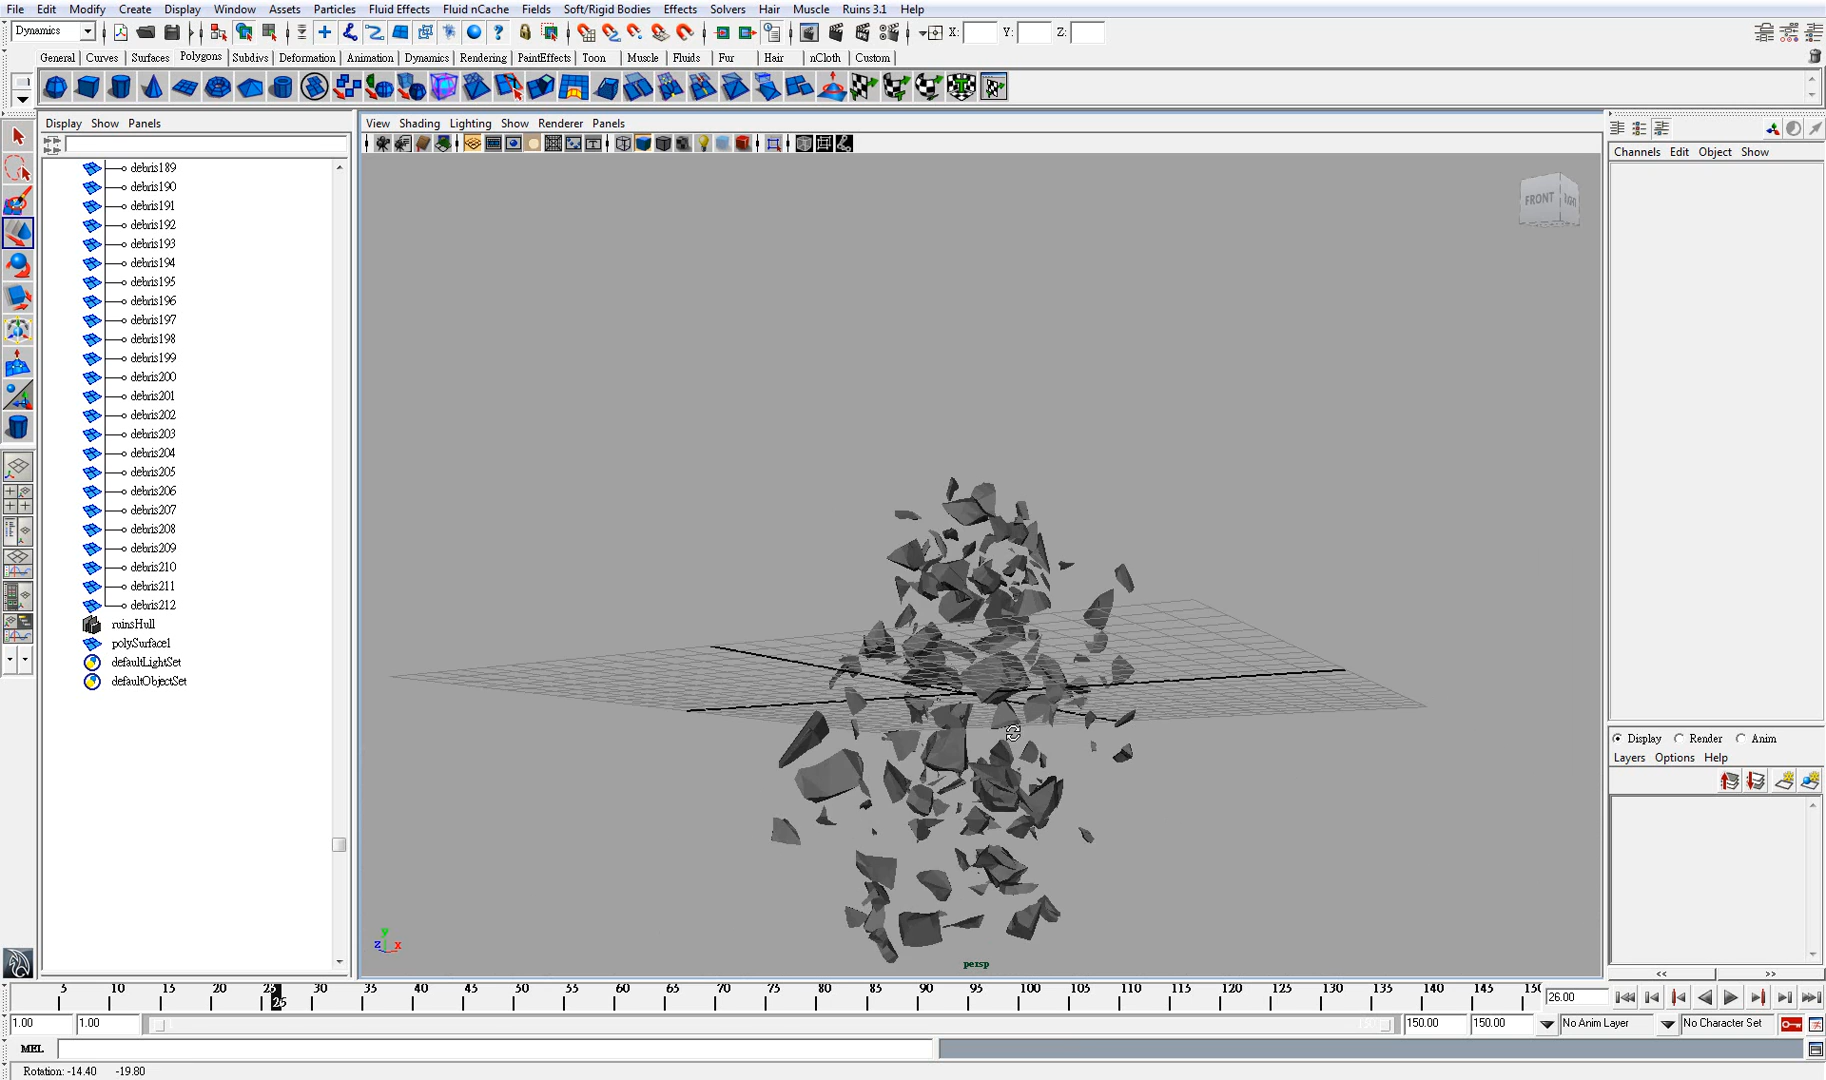 File Edit Modify Create Display Window Assets Particles Fluid Effects Fluid nCache Fields Soft/Rigid Bodies Effects Solvers Hair Muscle Ruins 3.1 Help
Dynamics X: Y: Z:
General Curves Surfaces Polygons Subdivs Deformation Animation Dynamics Rendering PaintEffects Toon Muscle Fluids Fur Hair nCloth Custom
Display Show Panels
View Shading Lighting Show Renderer Panels
Channels Edit Object Show
debris189
debris190
debris191
debris192
debris193
debris194
debris195
debris196
debris197
debris198
debris199
debris200
debris201
debris202
debris203
debris204
debris205
debris206
debris207
debris208
debris209
debris210
debris211
debris212
ruinsHull
polySurface1
defaultLightSet
defaultObjectSet
FRONT
y
z x
persp
Display Render Anim
Layers Options Help
<< >>
5 10 15 20 25 30 35 40 45 50 55 60 65 70 75 80 85 90 95 100 105 110 115 120 125 130 135 140 145
25
26.00
1.00 1.00 150.00 150.00 No Anim Layer No Character Set
MEL
Rotation: -14.40 -19.80